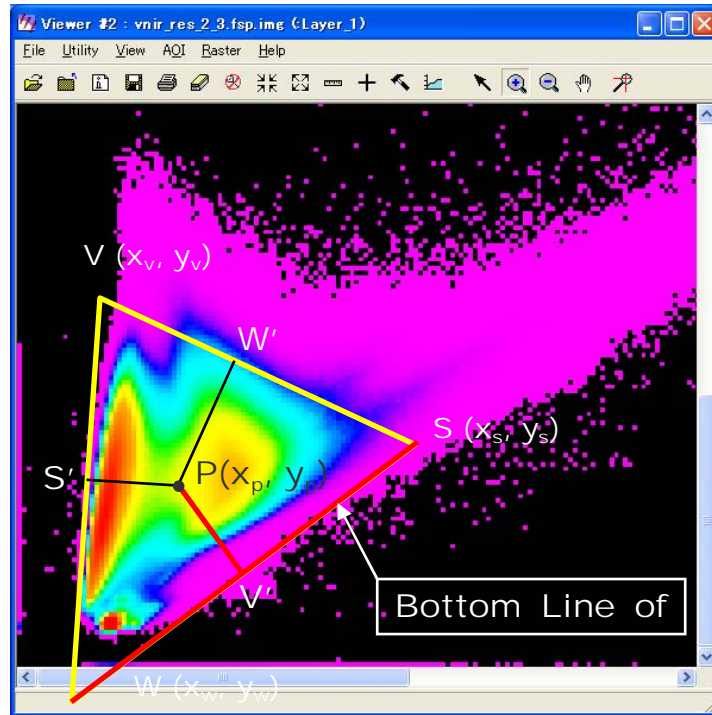 Viewer #2 : vnir_res_2_3.fsp.img (:Layer_1)
File Utility View AOI Raster Help
V (xv, yv)
W'
S (xs, ys)
S'
P(xp, yp)
V'
Bottom Line of
W (xw, yw)